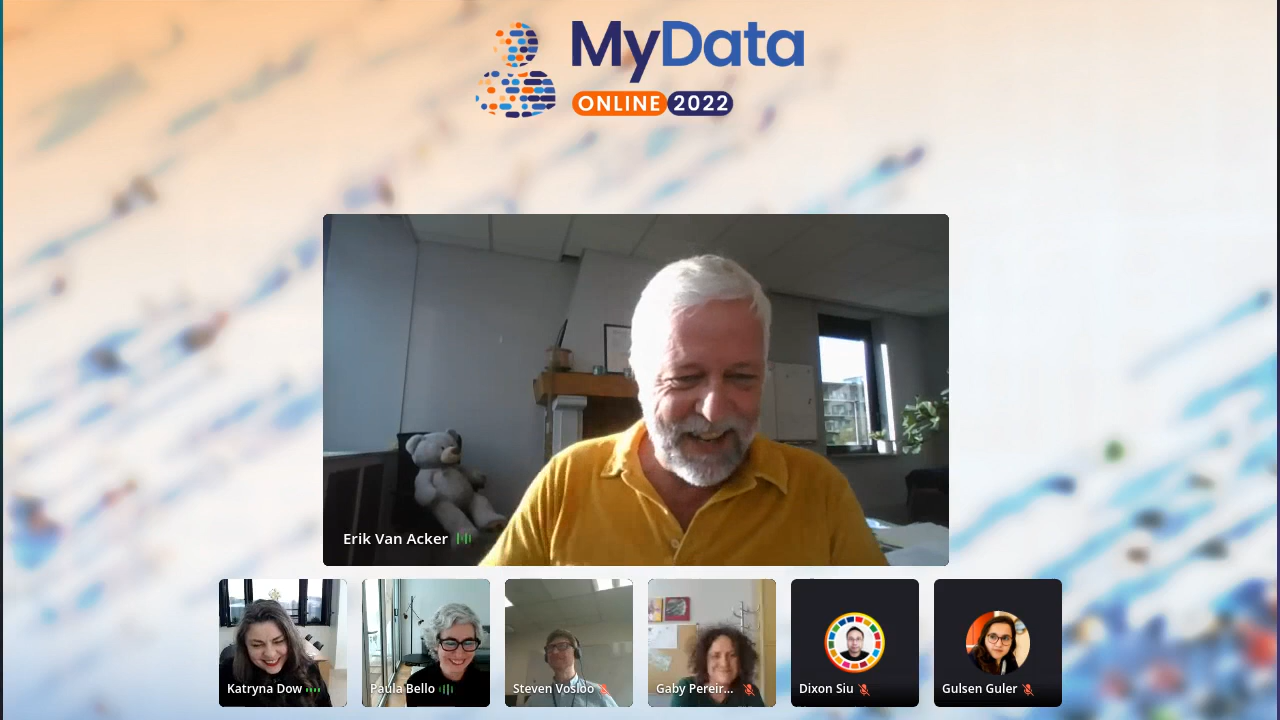 MyData
ONLINE 2022
Erik Van Acker
Katryna Dow
Paula Bello
Steven Vosloo
Gaby Pereir...
Dixon Siu
Gulsen Guler